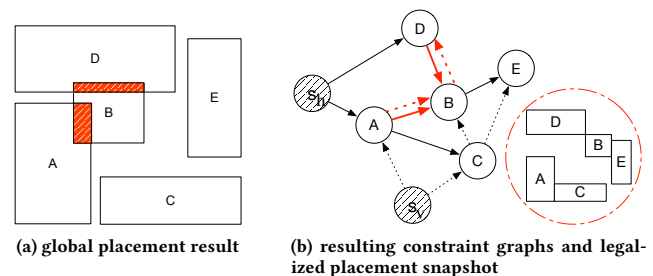 D
B
E
A
C
(a) global placement result
D
E
s_h
B
A
C
s_v
D
B
E
A
C
(b) resulting constraint graphs and legal-
ized placement snapshot